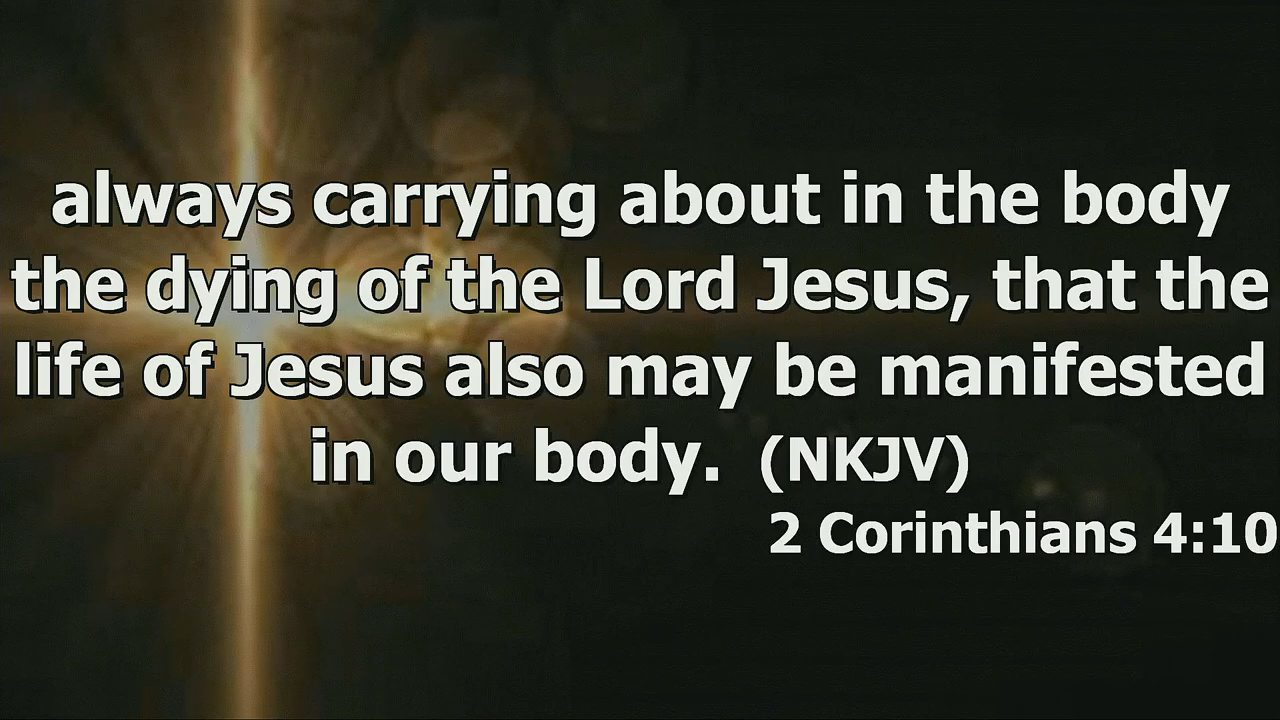 always carrying about in the body
the dying of the Lord Jesus, that the
life of Jesus also may be manifested
in our body. (NKJV)
2 Corinthians 4:10